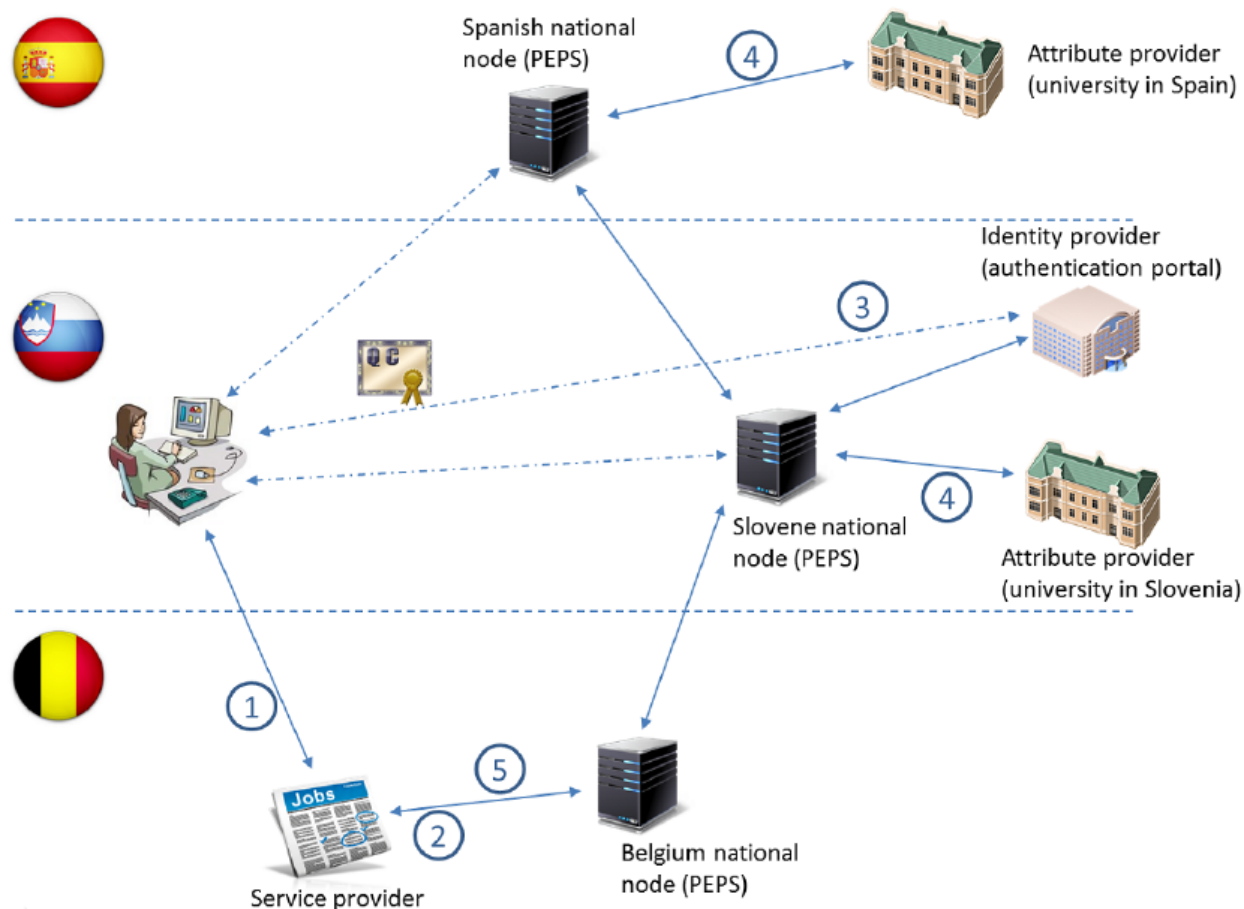 Spanish national
node (PEPS)
4
Attribute provider
(university in Spain)
Identity provider
(authentication portal)
3
Q C
4
Slovene national
node (PEPS)
Attribute provider
(university in Slovenia)
1
5
Jobs
2
Belgium national
node (PEPS)
Service provider